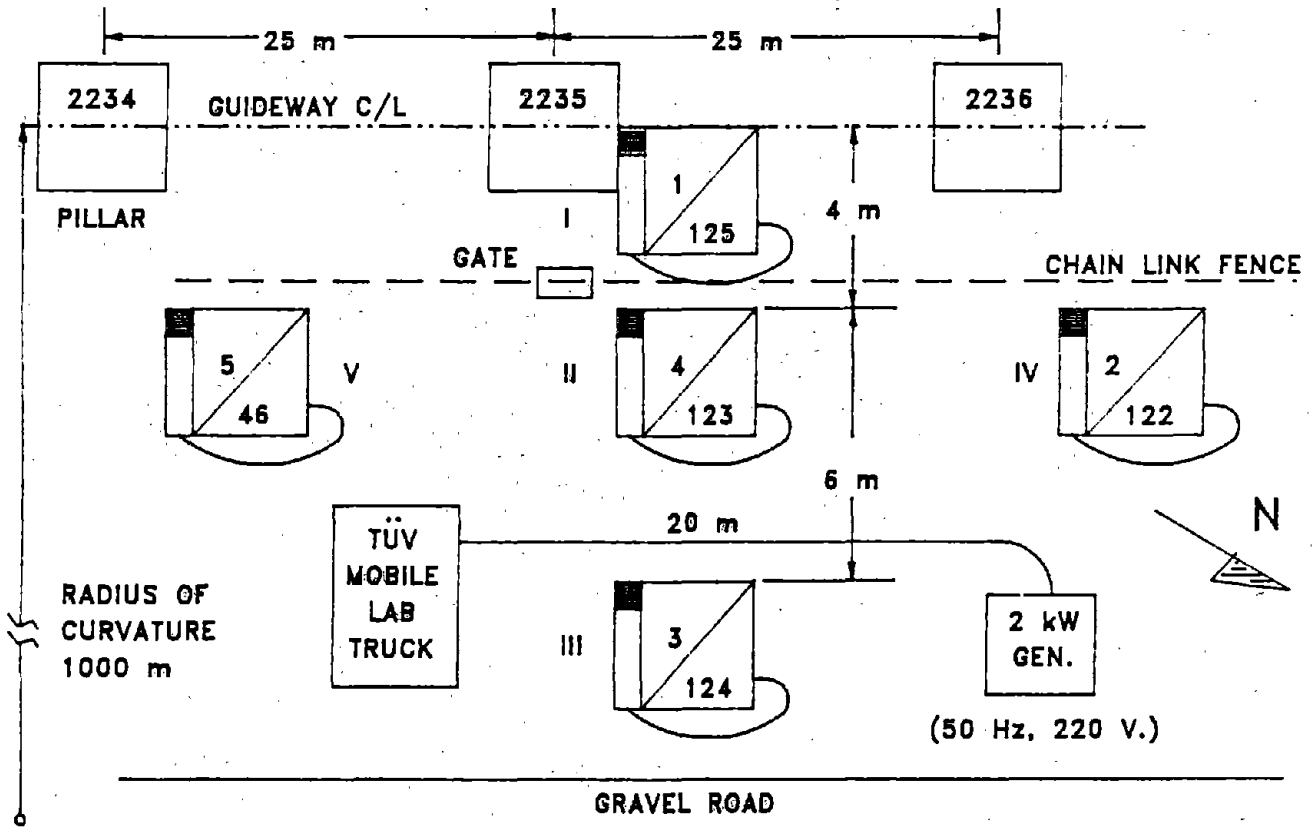 25 m
25 m
2234
GUIDEWAY C/L
2235
2236
1
125
4 m
PILLAR
I
GATE
CHAIN LINK FENCE
5
46
V
II
4
123
IV
2
122
6 m
N
TÜV
MOBILE
LAB
TRUCK
20 m
RADIUS OF
CURVATURE
1000 m
III
3
124
2 kW
GEN.
(50 Hz, 220 V.)
GRAVEL ROAD